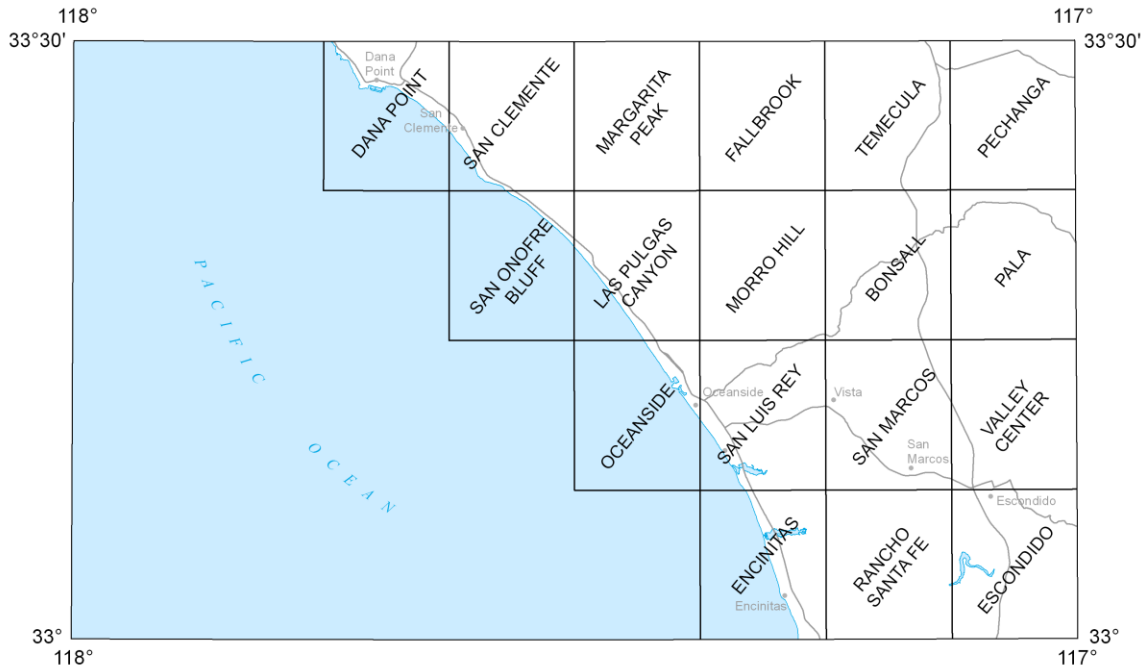 118°
117°
33°30'
33°30'
Dana
Point
San
Clemente
DANA POINT
SAN CLEMENTE
MARGARITA
PEAK
FALLBROOK
TEMECULA
PECHANGA
SAN ONOFRE
BLUFF
LAS PULGAS
CANYON
MORRO HILL
BONSALL
PALA
PACIFIC
OCEAN
OCEANSIDE
Oceanside
SAN LUIS REY
Vista
SAN MARCOS
San
Marcos
VALLEY
CENTER
Escondido
ENCINITAS
Encinitas
RANCHO
SANTA FE
ESCONDIDO
33°
33°
118°
117°